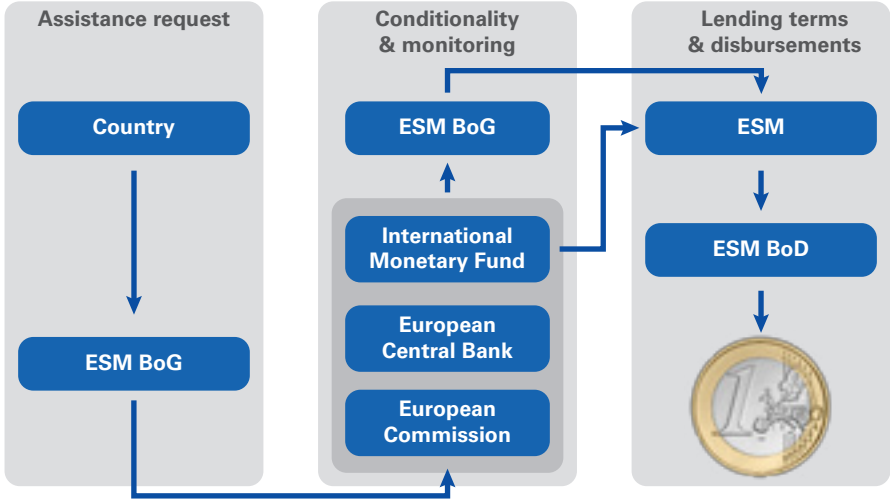 Assistance request
Country
ESM BoG
Conditionality
& monitoring
ESM BoG
International
Monetary Fund
European
Central Bank
European
Commission
Lending terms
& disbursements
ESM
ESM BoD
1